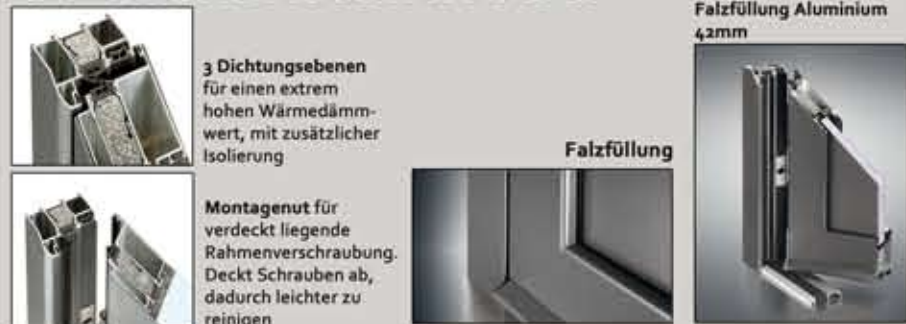 3 Dichtungsebenen
für einen extrem
hohen Wärmedämm-
wert, mit zusätzlicher
Isolierung
Montagenut für
verdeckt liegende
Rahmenverschraubung.
Deckt Schrauben ab,
dadurch leichter zu
reinigen
Falzfüllung
Falzfüllung Aluminium
42mm